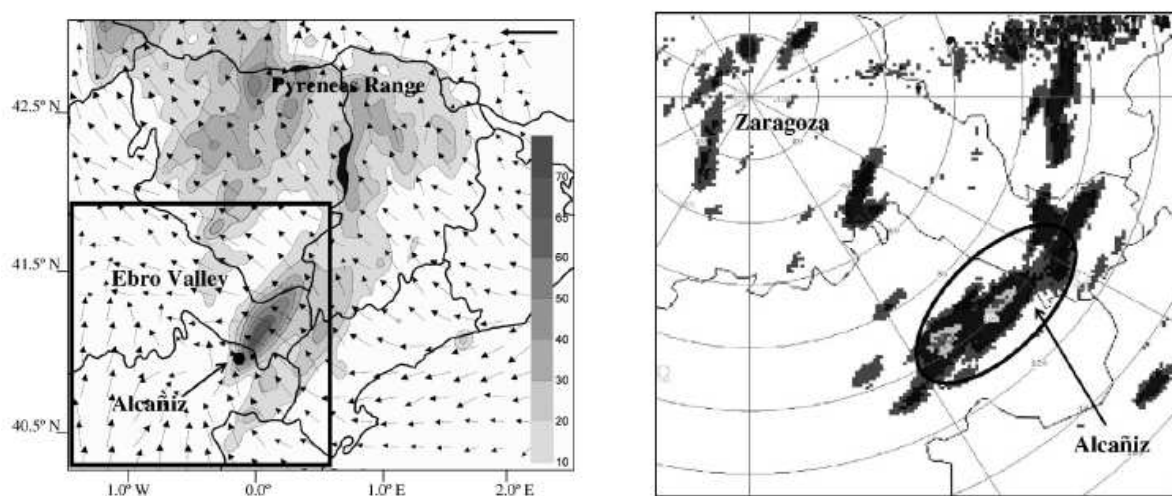 Pyrenees Range
42.5° N
41.5° N
40.5° N
Ebro Valley
Alcañiz
70
65
60
50
40
30
20
10
1.0° W
0.0°
1.0° E
2.0° E
Zaragoza
Alcañiz